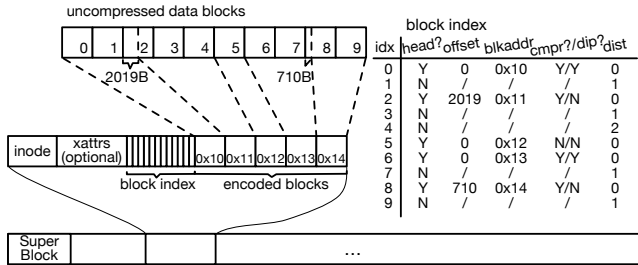 uncompressed data blocks
0 1 2 3 4 5 6 7 8 9
2019B 710B
inode xattrs (optional) 0x10 0x11 0x12 0x13 0x14
block index encoded blocks
Super Block ...
block index
idx head? offset blkaddr cmpr?/dip? dist
0 Y 0 0x10 Y/Y 0
1 N / / / 1
2 Y 2019 0x11 Y/N 0
3 N / / / 1
4 N / / / 2
5 Y 0 0x12 N/N 0
6 Y 0 0x13 Y/Y 0
7 N / / / 1
8 Y 710 0x14 Y/N 0
9 N / / / 1